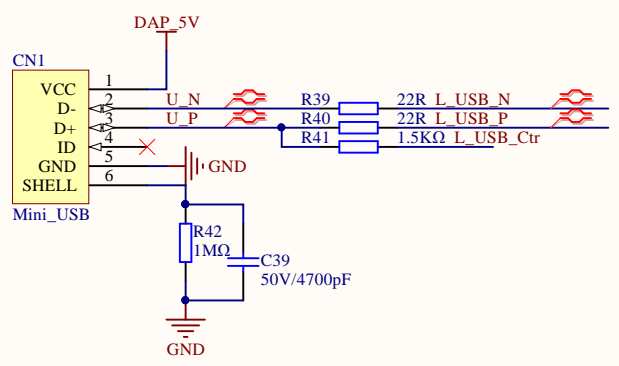 DAP_5V
CN1
VCC 1
D- 2 U_N R39 22R L_USB_N
D+ 3 U_P R40 22R L_USB_P
ID 4 R41 1.5KΩ L_USB_Ctr
GND 5 GND
SHELL 6
Mini_USB
R42
1MΩ
C39
50V/4700pF
GND